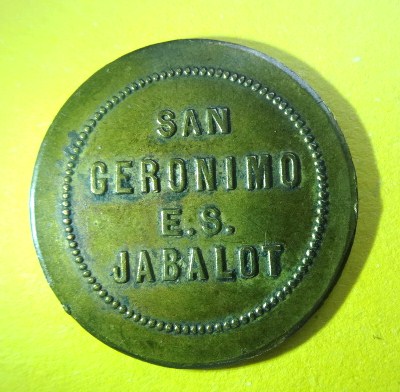 SAN
GERONIMO
E.S.
JABALOT